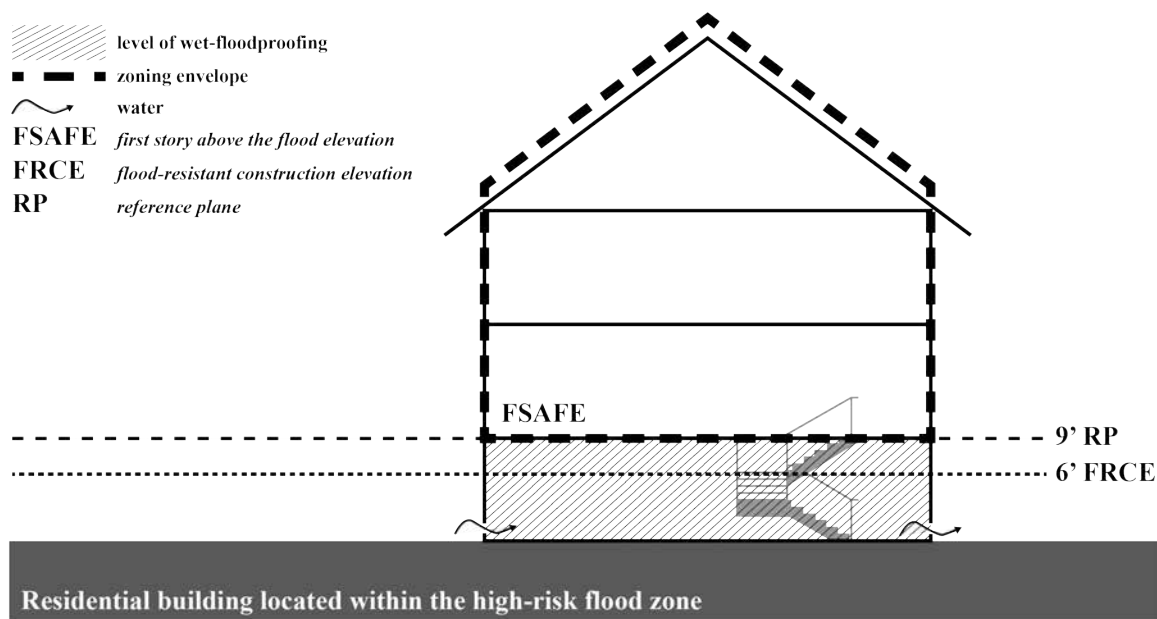 level of wet-floodproofing
zoning envelope
water
FSAFE first story above the flood elevation
FRCE flood-resistant construction elevation
RP reference plane
FSAFE
9’ RP
6’ FRCE
Residential building located within the high-risk flood zone